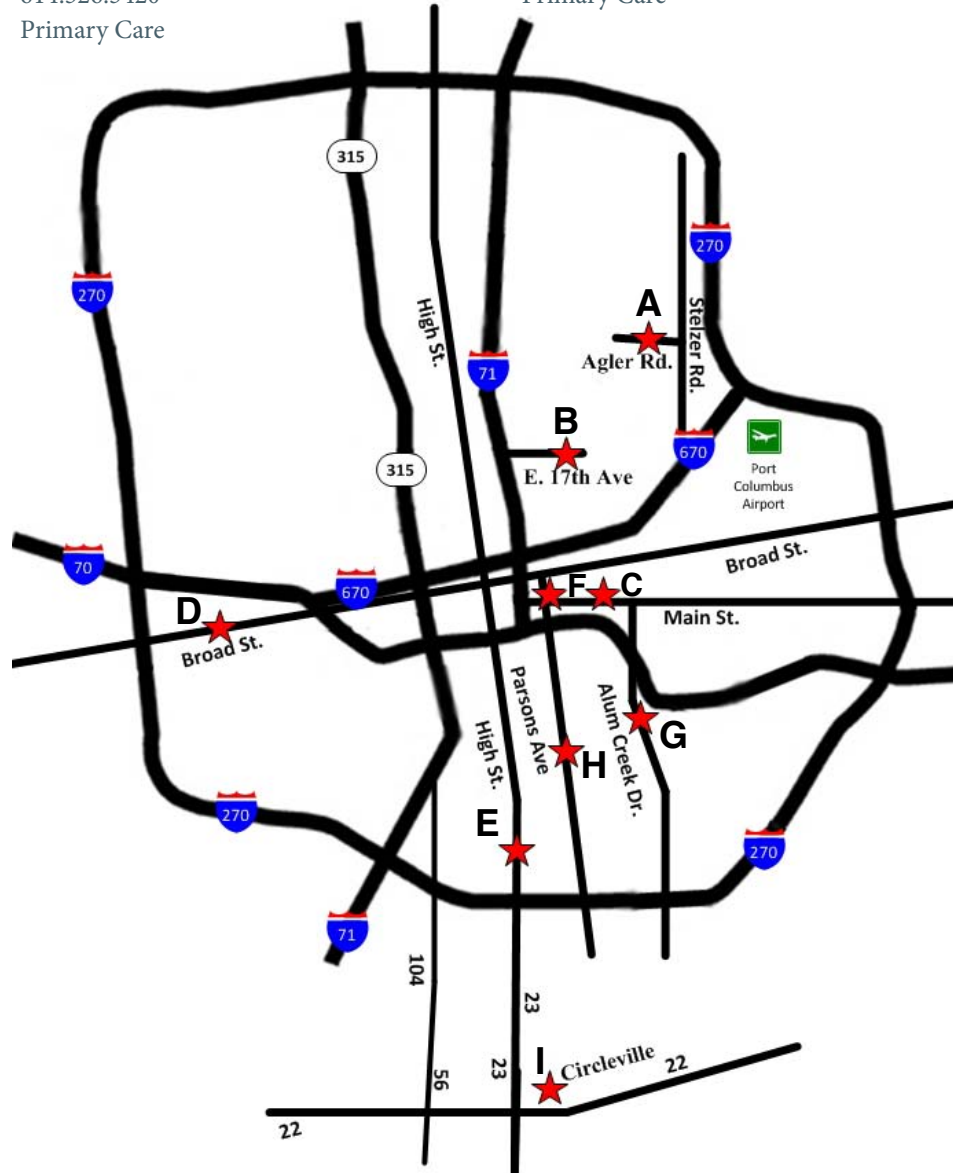 Primary Care
Primary Care
315
270
270
High St.
Stelzer Rd.
A
Agler Rd.
71
B
E. 17th Ave
670
315
Port
Columbus
Airport
Broad St.
70
670
F
C
D
Main St.
Broad St.
Parsons Ave
Alum Creek Dr.
High St.
G
H
270
E
270
71
104
23
I
Circleville
22
56
23
22